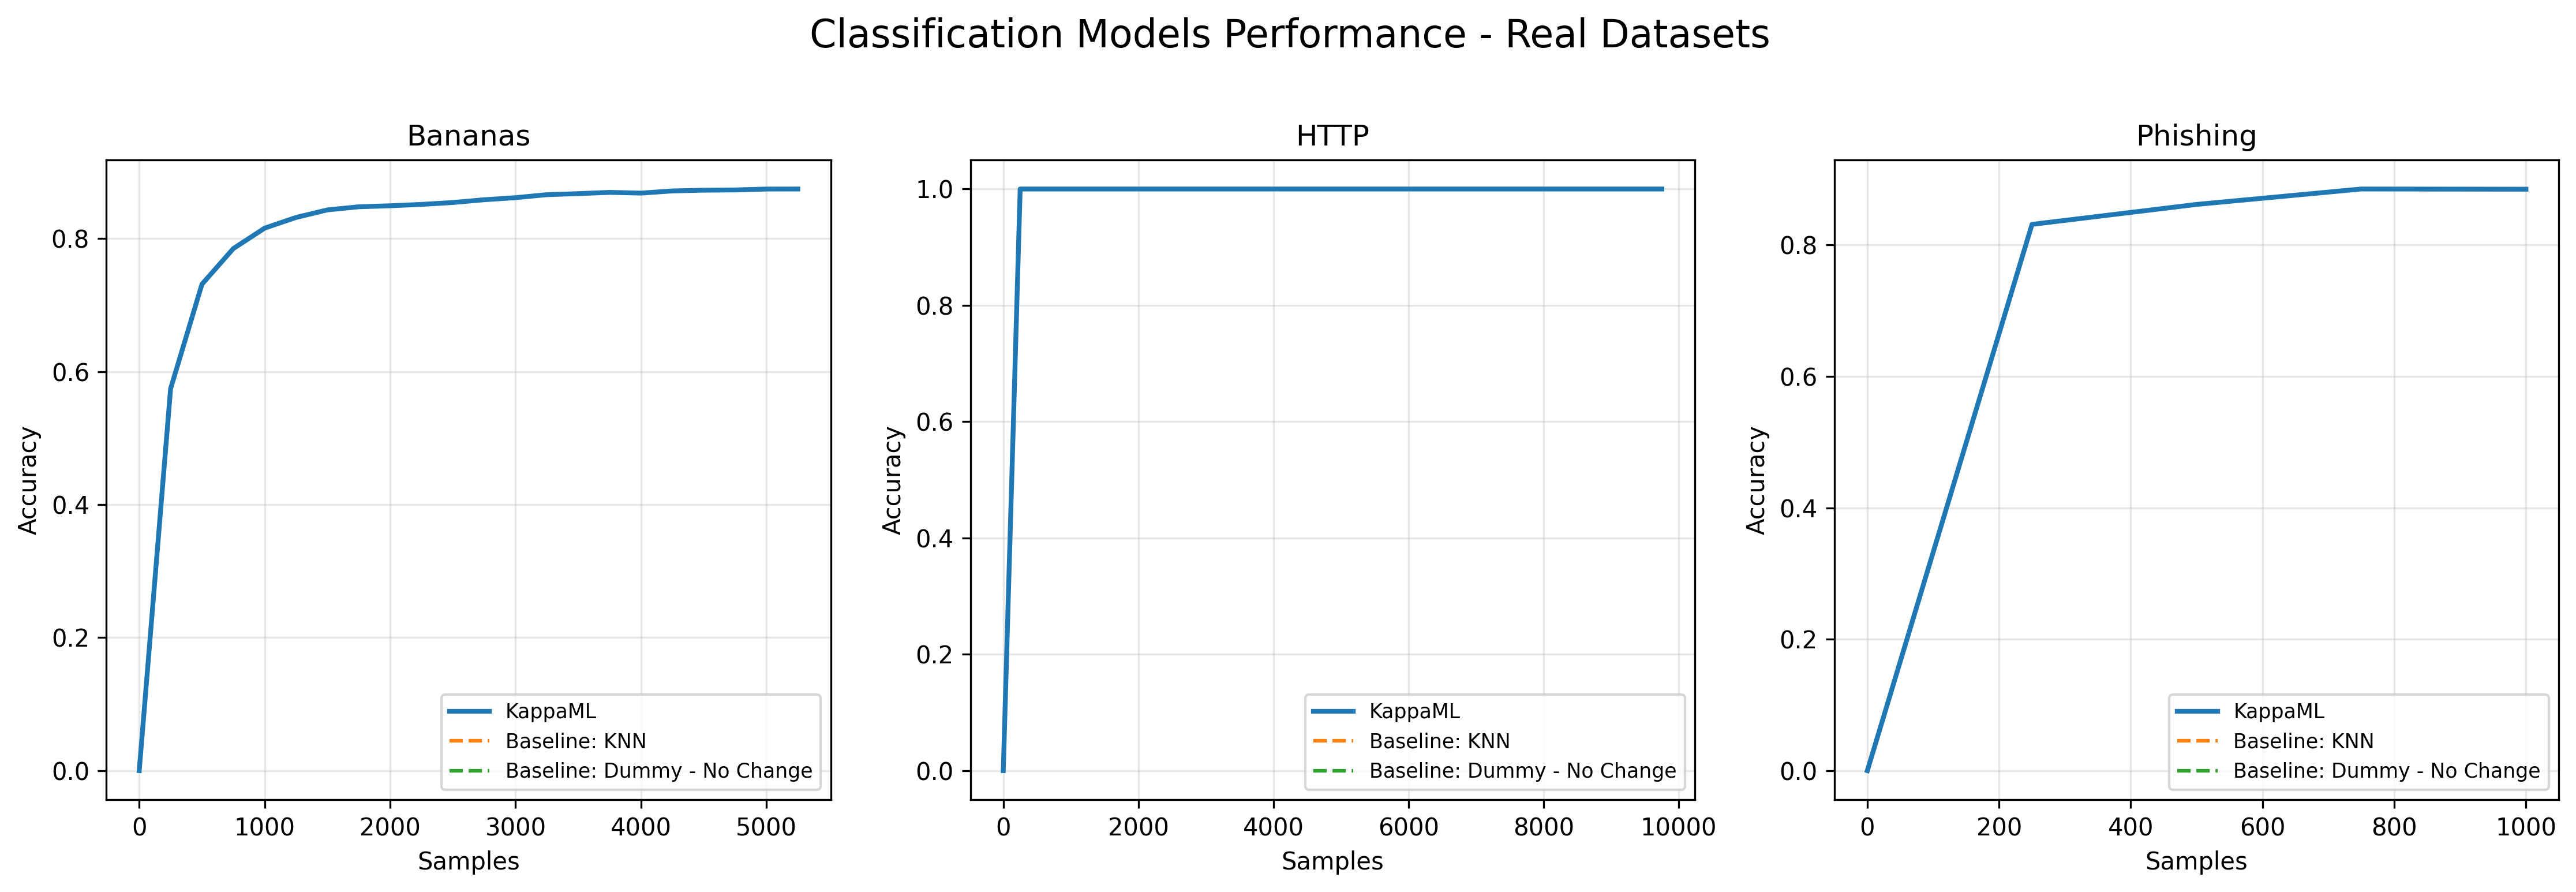 Classification Models Performance - Real Datasets
Bananas
Accuracy
0.8
0.6
0.4
0.2
0.0
KappaML
Baseline: KNN
Baseline: Dummy - No Change
0 1000 2000 3000 4000 5000
Samples
HTTP
Accuracy
1.0
0.8
0.6
0.4
0.2
0.0
KappaML
Baseline: KNN
Baseline: Dummy - No Change
0 2000 4000 6000 8000 10000
Samples
Phishing
Accuracy
0.8
0.6
0.4
0.2
0.0
KappaML
Baseline: KNN
Baseline: Dummy - No Change
0 200 400 600 800 1000
Samples